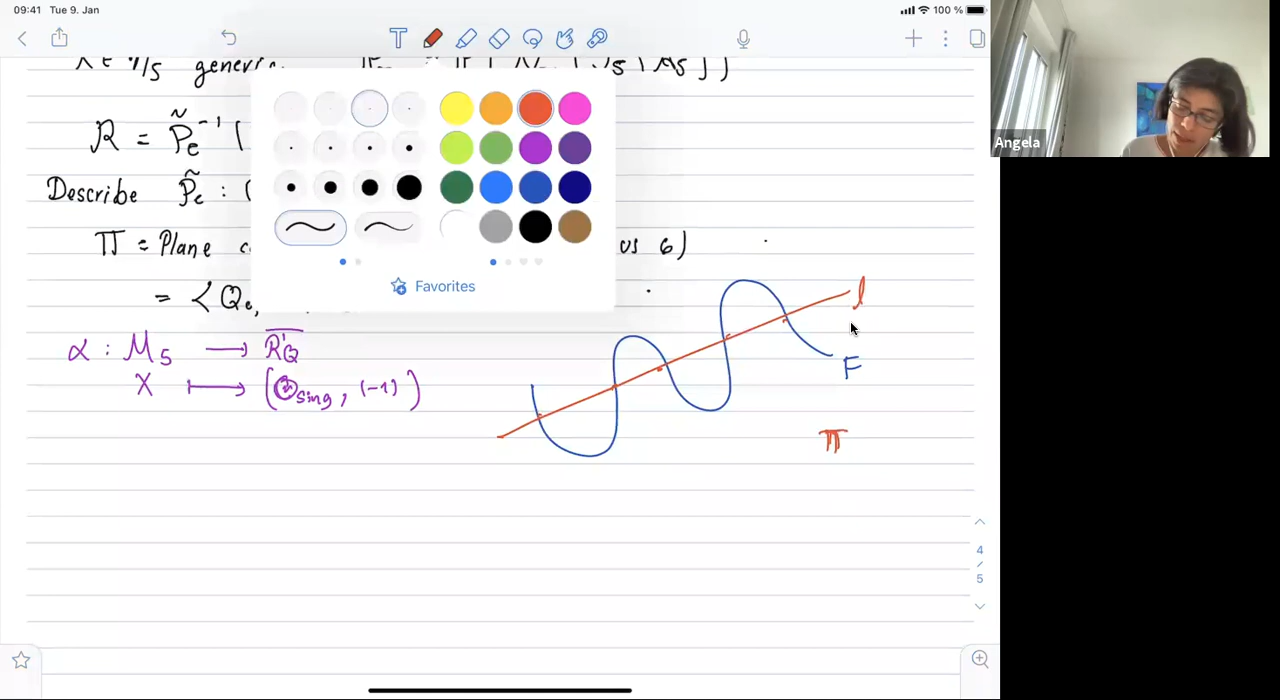 09:41 Tue 9. Jan
100 %
Angela
gener
R = P̃e⁻¹ (
Describe P̃e : (
Π = Plane c us 6)
= < Qe,
Favorites
α : M5 → R'Q
X ↦ (Θsing, (-1))
l
F
Π
4
/
5